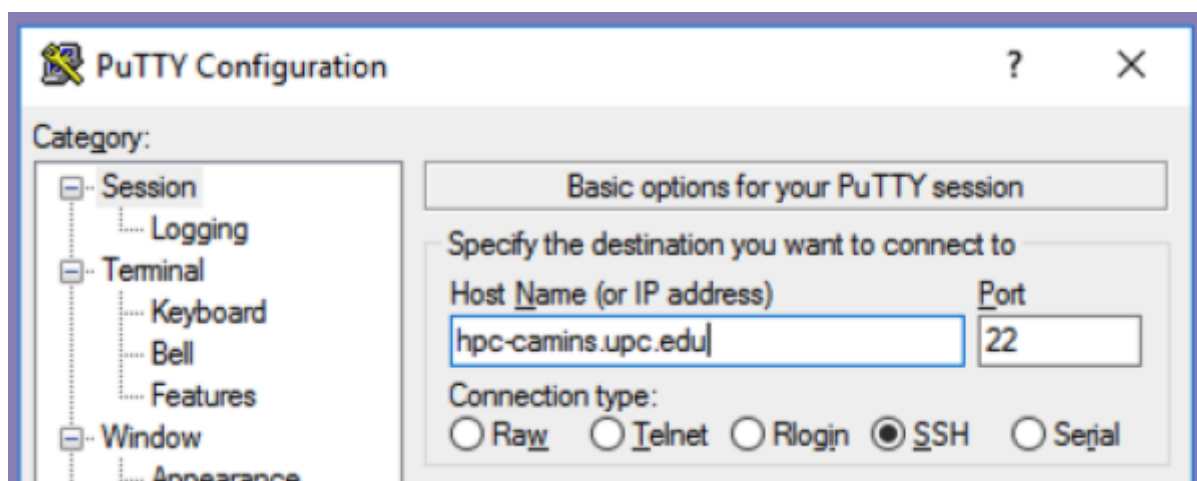 PuTTY Configuration ? ×
Category:
Session
Logging
Terminal
Keyboard
Bell
Features
Window
Appearance
Basic options for your PuTTY session
Specify the destination you want to connect to
Host Name (or IP address) Port
hpc-camins.upc.edu 22
Connection type:
Raw Telnet Rlogin SSH Serial